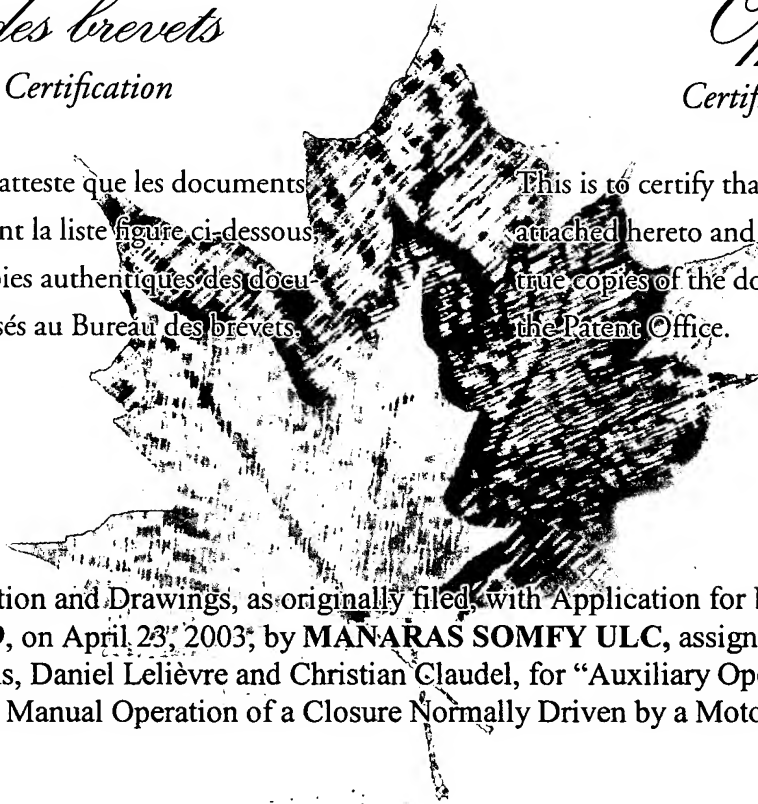 des brevets
Certification
atteste que les documents
nt la liste figure ci-dessous
pies authentiques des docu-
sés au Bureau des brevets.
Certif
This is to certify tha
attached hereto and
true copies of the do
the Patent Office.
tion and Drawings, as originally filed, with Application for
, on April 23, 2003, by MANARAS SOMFY ULC, assign
s, Daniel Lelièvre and Christian Claudel, for “Auxiliary Ope
Manual Operation of a Closure Normally Driven by a Moto